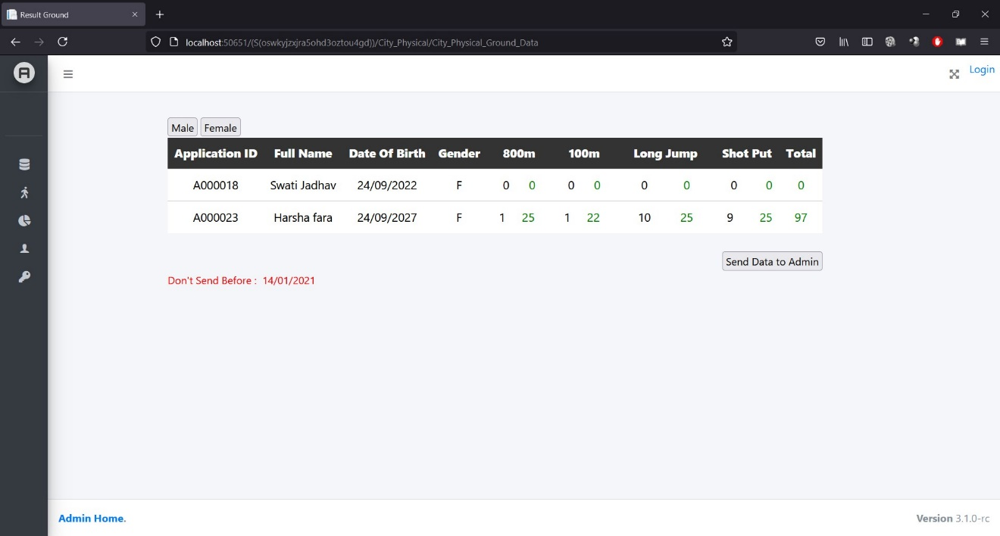 Result Ground
localhost:50651/(S(oswkyjzxjra5ohd3oztou4gd))/City_Physical/City_Physical_Ground_Data
A
Login
Male Female
Application ID Full Name Date Of Birth Gender 800m 100m Long Jump Shot Put Total
A000018 Swati Jadhav 24/09/2022 F 0 0 0 0 0 0 0 0 0
A000023 Harsha fara 24/09/2027 F 1 25 1 22 10 25 9 25 97
Send Data to Admin
Don't Send Before : 14/01/2021
Admin Home.
Version 3.1.0-rc